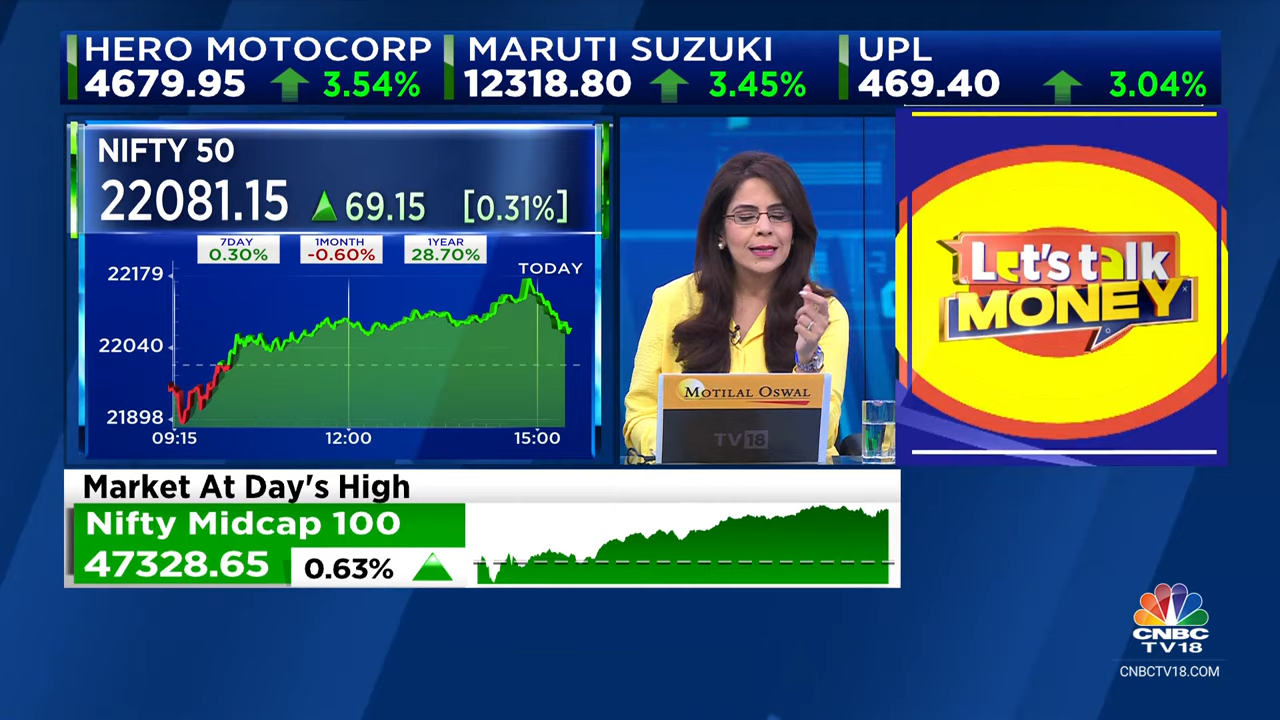 HERO MOTOCORP
4679.95 3.54%
MARUTI SUZUKI
12318.80 3.45%
UPL
469.40 3.04%
NIFTY 50
22081.15 69.15 [0.31%]
7DAY
0.30%
1MONTH
-0.60%
1YEAR
28.70%
TODAY
22179
22040
21898
09:15 12:00 15:00
MOTILAL OSWAL
TV18
Let's talk
MONEY
Market At Day's High
Nifty Midcap 100
47328.65 0.63%
CNBC
TV18
CNBCTV18.COM